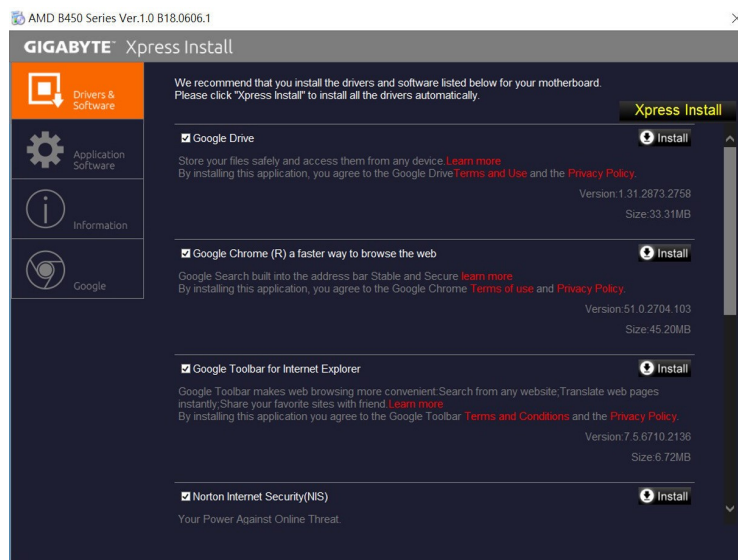 AMD B450 Series Ver.1.0 B18.0606.1
GIGABYTE™ Xpress Install
Drivers &
Software
Application
Software
Information
Google
We recommend that you install the drivers and software listed below for your motherboard.
Please click "Xpress Install" to install all the drivers automatically.
Xpress Install
Google Drive
Install
Store your files safely and access them from any device.Learn more
By installing this application, you agree to the Google DriveTerms and Use and the Privacy Policy.
Version:1.31.2873.2758
Size:33.31MB
Google Chrome (R) a faster way to browse the web
Install
Google Search built into the address bar Stable and Secure learn more
By installing this application, you agree to the Google Chrome Terms of use and Privacy Policy.
Version:51.0.2704.103
Size:45.20MB
Google Toolbar for Internet Explorer
Install
Google Toolbar makes web browsing more convenient:Search from any website;Translate web pages
instantly;Share your favorite sites with friend.Learn more
By installing this application you agree to the Google Toolbar Terms and Conditions and the Privacy Policy.
Version:7.5.6710.2136
Size:6.72MB
Norton Internet Security(NIS)
Install
Your Power Against Online Threat.